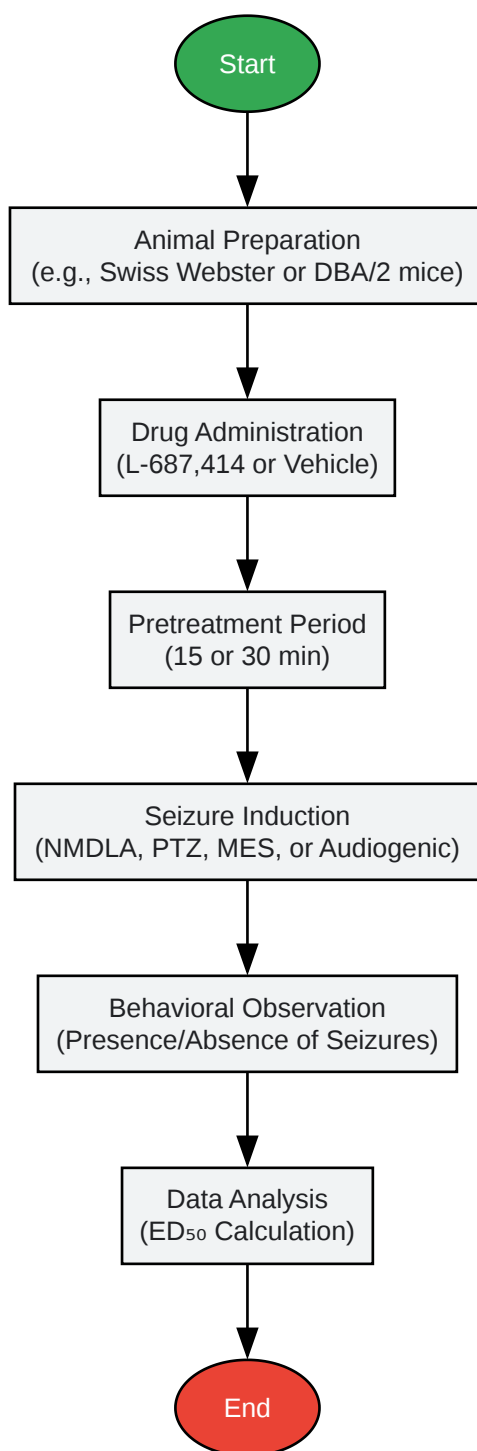 Start
Animal Preparation
(e.g., Swiss Webster or DBA/2 mice)
Drug Administration
(L-687,414 or Vehicle)
Pretreatment Period
(15 or 30 min)
Seizure Induction
(NMDLA, PTZ, MES, or Audiogenic)
Behavioral Observation
(Presence/Absence of Seizures)
Data Analysis
(ED₅₀ Calculation)
End